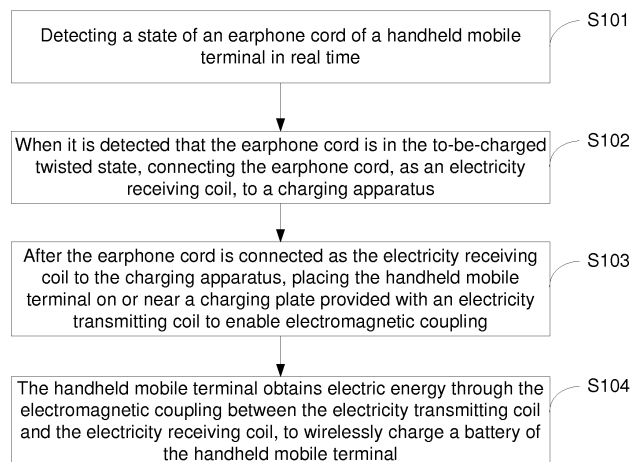 Detecting a state of an earphone cord of a handheld mobile
terminal in real time
S101
When it is detected that the earphone cord is in the to-be-charged
twisted state, connecting the earphone cord, as an electricity
receiving coil, to a charging apparatus
S102
After the earphone cord is connected as the electricity receiving
coil to the charging apparatus, placing the handheld mobile
terminal on or near a charging plate provided with an electricity
transmitting coil to enable electromagnetic coupling
S103
The handheld mobile terminal obtains electric energy through the
electromagnetic coupling between the electricity transmitting coil
and the electricity receiving coil, to wirelessly charge a battery of
the handheld mobile terminal
S104